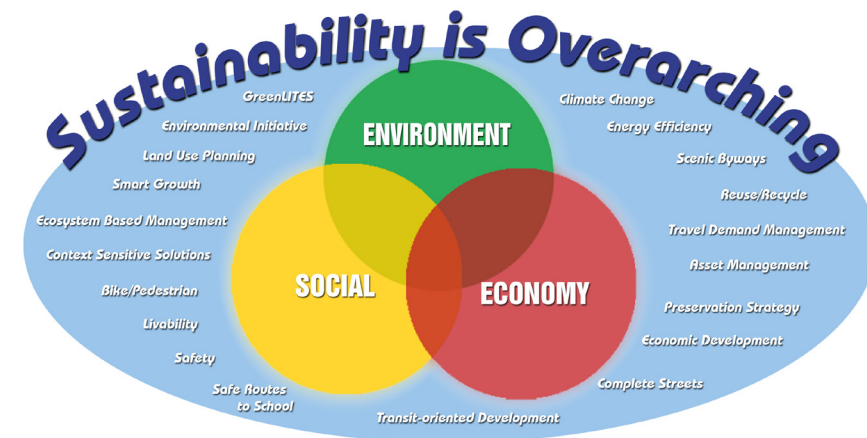 Sustainability is Overarching
GreenLITES
Environmental Initiative
Land Use Planning
Smart Growth
Ecosystem Based Management
Context Sensitive Solutions
Bike/Pedestrian
Livability
Safety
Safe Routes
to School
ENVIRONMENT
SOCIAL
ECONOMY
Climate Change
Energy Efficiency
Scenic Byways
Reuse/Recycle
Travel Demand Management
Asset Management
Preservation Strategy
Economic Development
Complete Streets
Transit-oriented Development